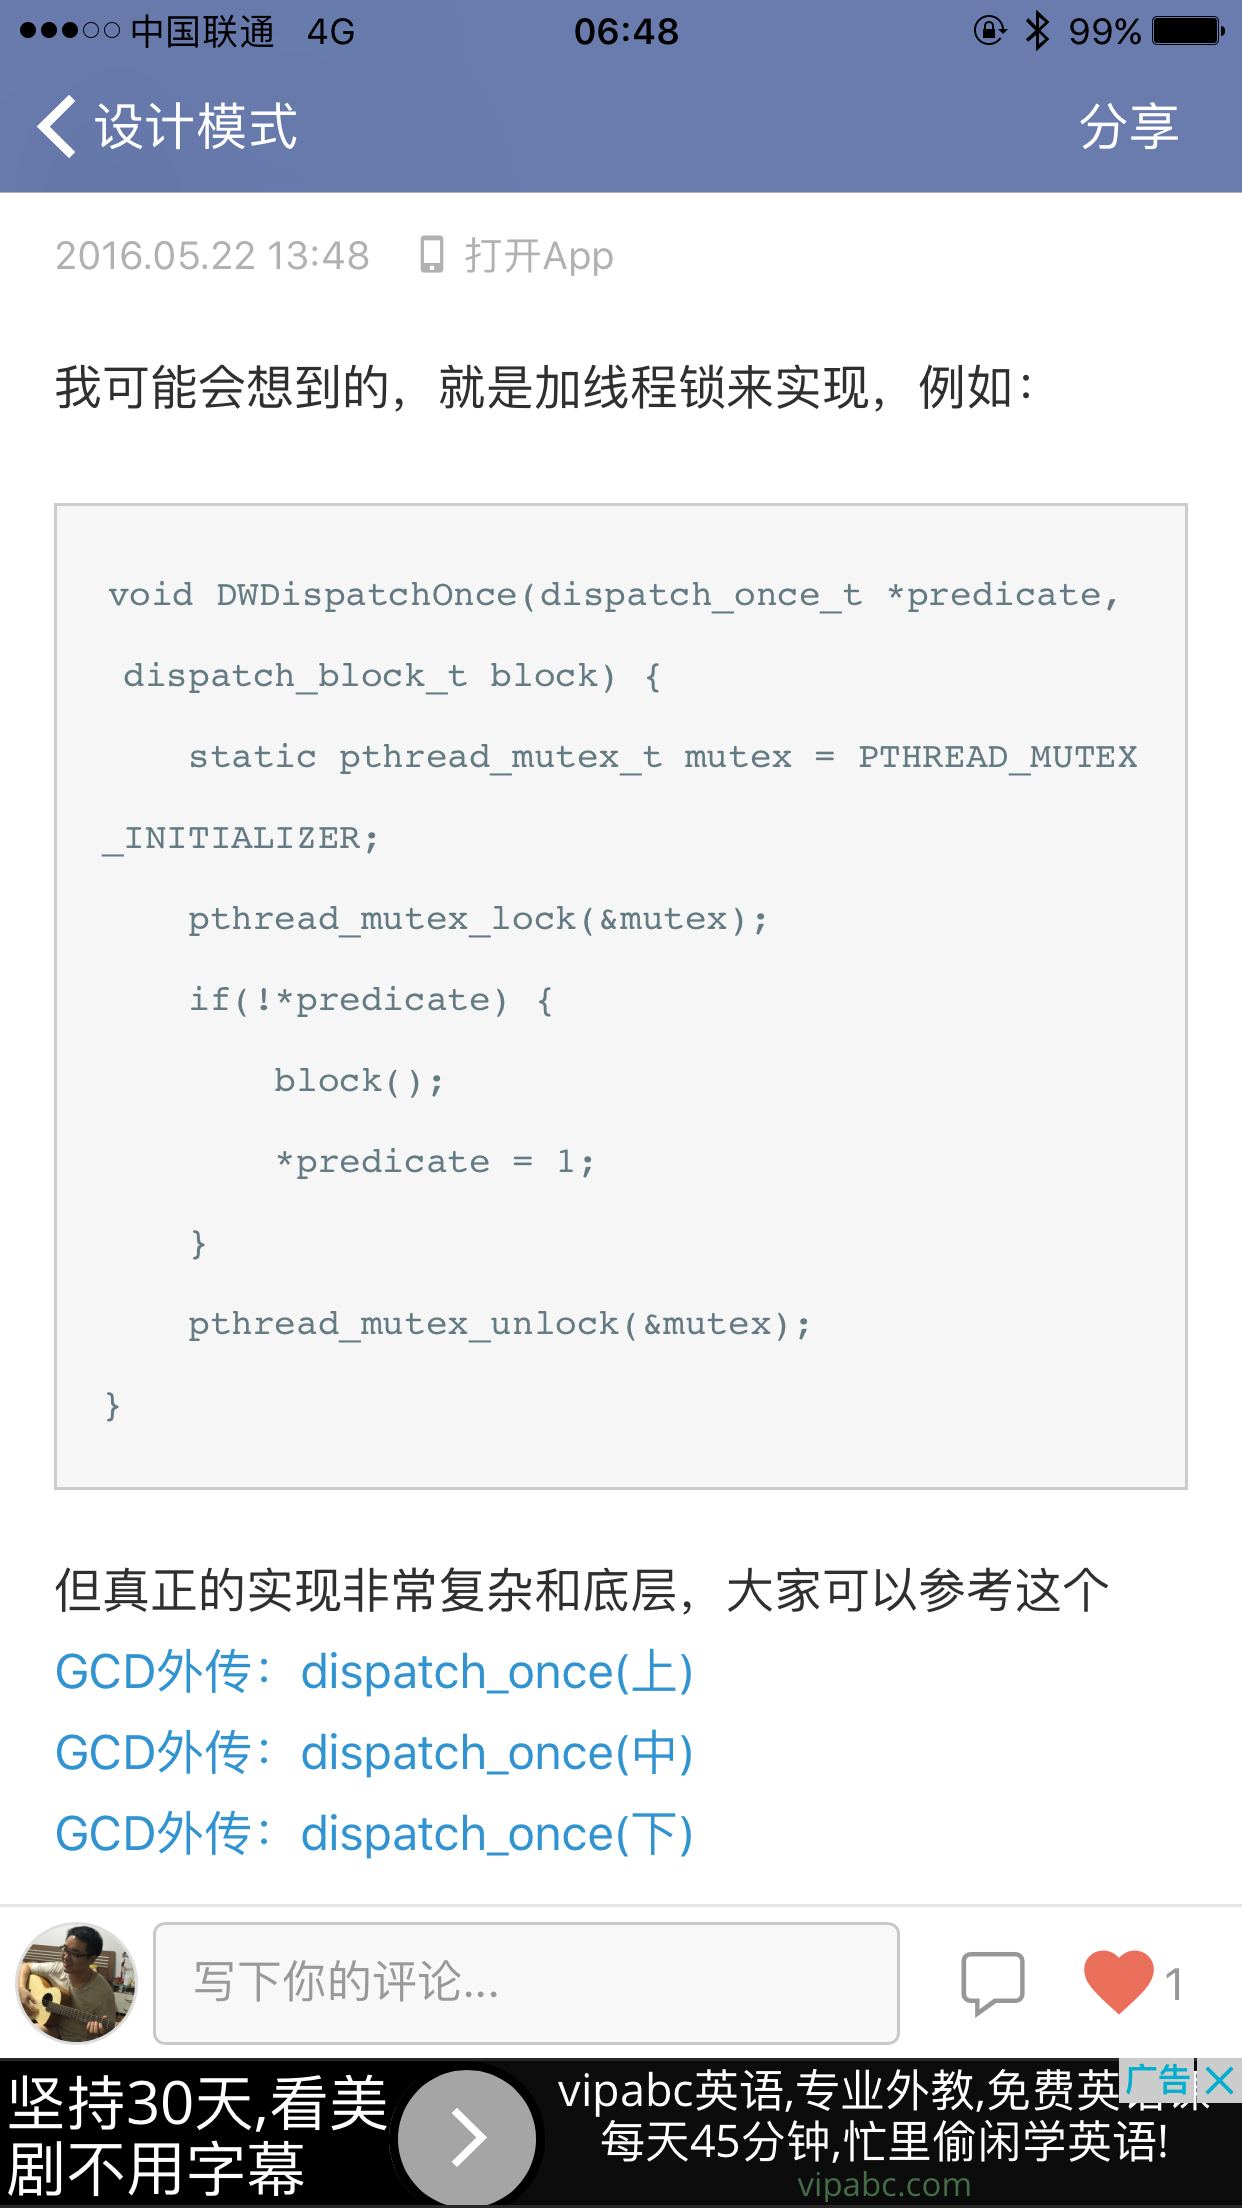 中国联通 4G 06:48 99%
设计模式 分享
2016.05.22 13:48 打开App
我可能会想到的，就是加线程锁来实现，例如：
void DWDispatchOnce(dispatch_once_t *predicate,
dispatch_block_t block) {
static pthread_mutex_t mutex = PTHREAD_MUTEX
_INITIALIZER;
pthread_mutex_lock(&mutex);
if(!*predicate) {
block();
*predicate = 1;
}
pthread_mutex_unlock(&mutex);
}
但真正的实现非常复杂和底层，大家可以参考这个
GCD外传：dispatch_once(上)
GCD外传：dispatch_once(中)
GCD外传：dispatch_once(下)
写下你的评论... 1
坚持30天,看美
剧不用字幕
vipabc英语,专业外教,免费英
广告
每天45分钟,忙里偷闲学英语!
vipabc.com